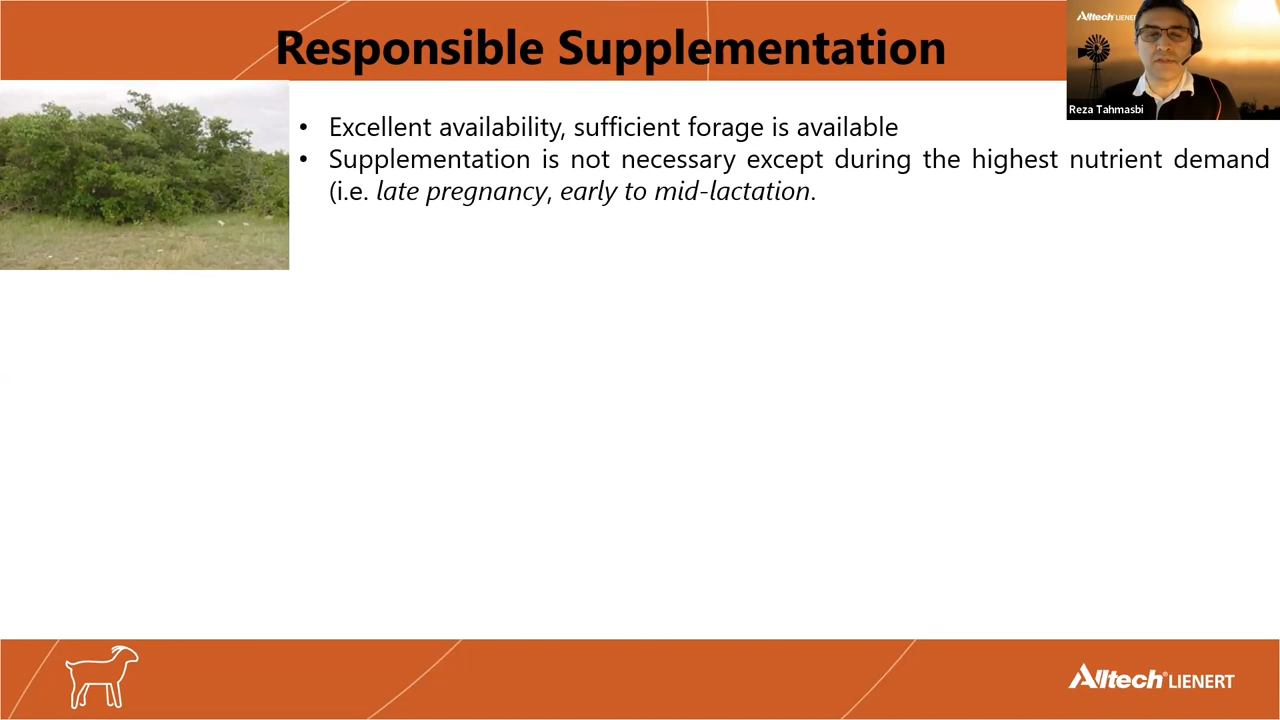 Responsible Supplementation
Alltech LIENERT
Reza Tahmasbi
• Excellent availability, sufficient forage is available
• Supplementation is not necessary except during the highest nutrient demand
(i.e. late pregnancy, early to mid-lactation.
Alltech® LIENERT